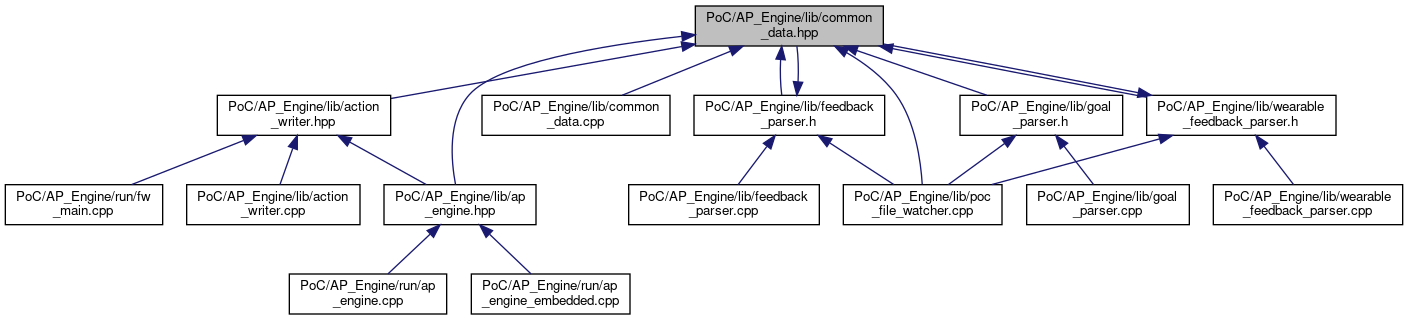 PoC/AP_Engine/lib/common
_data.hpp
PoC/AP_Engine/lib/action
_writer.hpp
PoC/AP_Engine/lib/common
_data.cpp
PoC/AP_Engine/lib/feedback
_parser.h
PoC/AP_Engine/lib/goal
_parser.h
PoC/AP_Engine/lib/wearable
_feedback_parser.h
PoC/AP_Engine/run/fw
_main.cpp
PoC/AP_Engine/lib/action
_writer.cpp
PoC/AP_Engine/lib/ap
_engine.hpp
PoC/AP_Engine/lib/feedback
_parser.cpp
PoC/AP_Engine/lib/poc
_file_watcher.cpp
PoC/AP_Engine/lib/goal
_parser.cpp
PoC/AP_Engine/lib/wearable
_feedback_parser.cpp
PoC/AP_Engine/run/ap
_engine.cpp
PoC/AP_Engine/run/ap
_engine_embedded.cpp